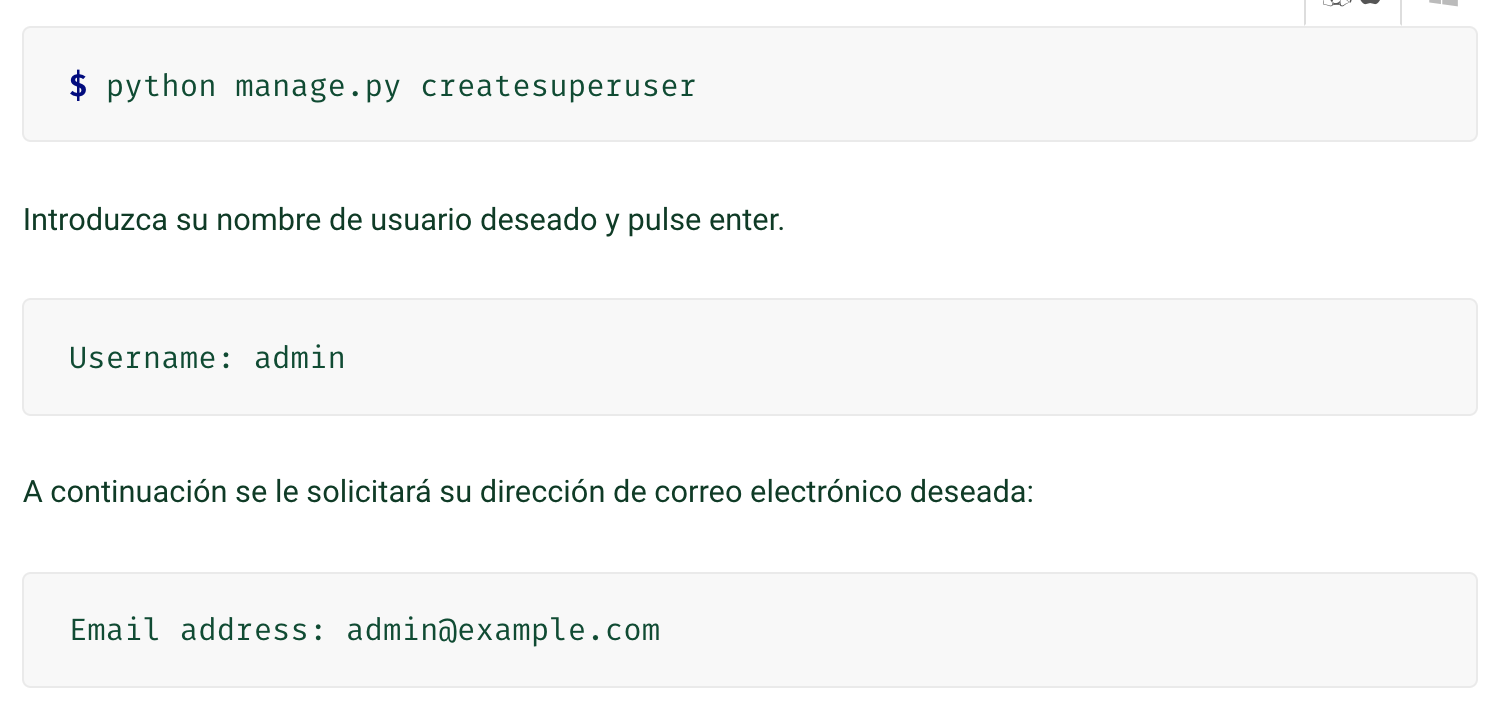 $ python manage.py createsuperuser
Introduzca su nombre de usuario deseado y pulse enter.
Username: admin
A continuación se le solicitará su dirección de correo electrónico deseada:
Email address: admin@example.com